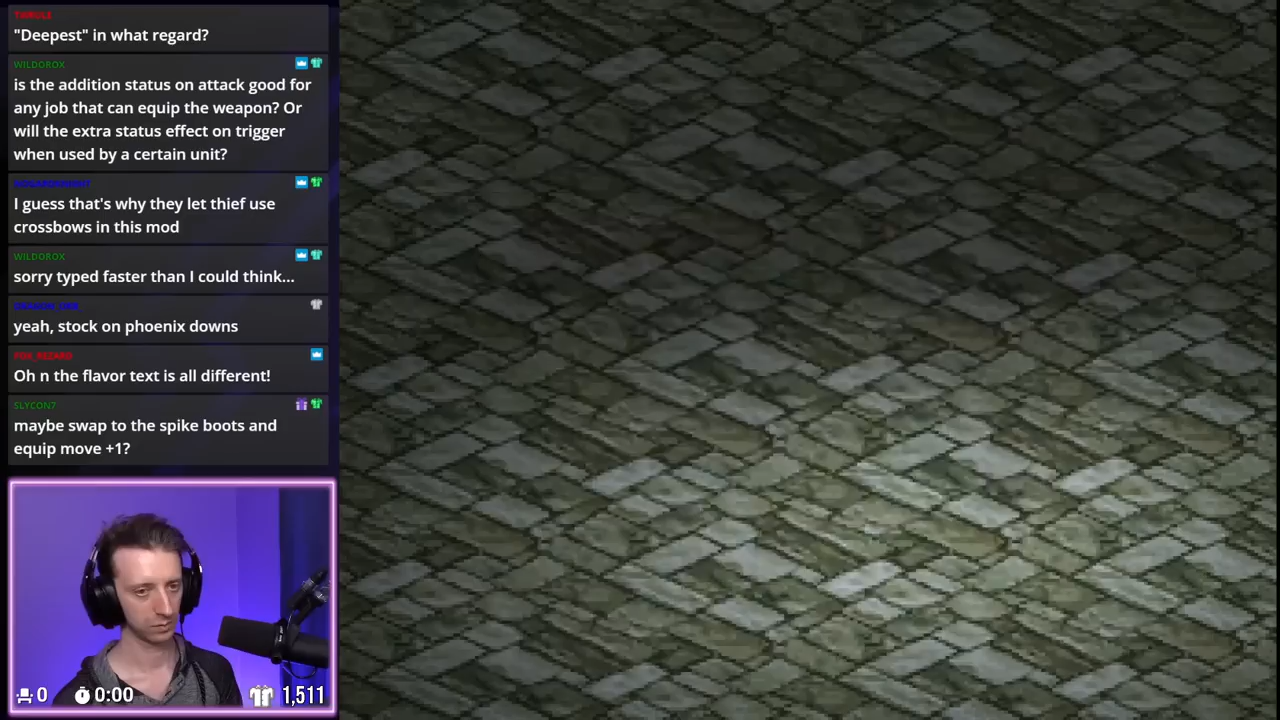 "Deepest" in what regard?
WILDOROX
is the addition status on attack good for
any job that can equip the weapon? Or
will the extra status effect on trigger
when used by a certain unit?
I guess that's why they let thief use
crossbows in this mod
WILDOROX
sorry typed faster than I could think...
yeah, stock on phoenix downs
FOX_REZARD
Oh n the flavor text is all different!
SLYCON7
maybe swap to the spike boots and
equip move +1?
0
0:00
1,511